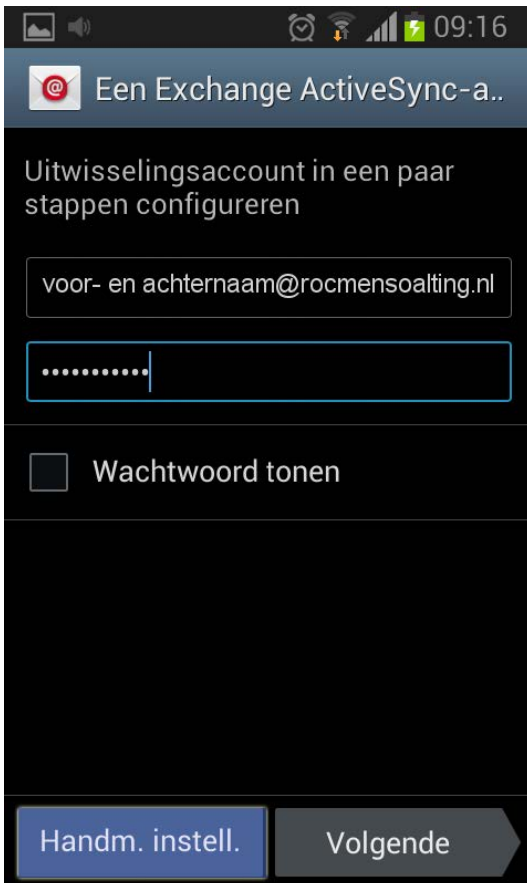 09:16
Een Exchange ActiveSync-a..
Uitwisselingsaccount in een paar
stappen configureren
voor- en achternaam@rocmensoalting.nl
•••••••••••
Wachtwoord tonen
Handm. instell.
Volgende